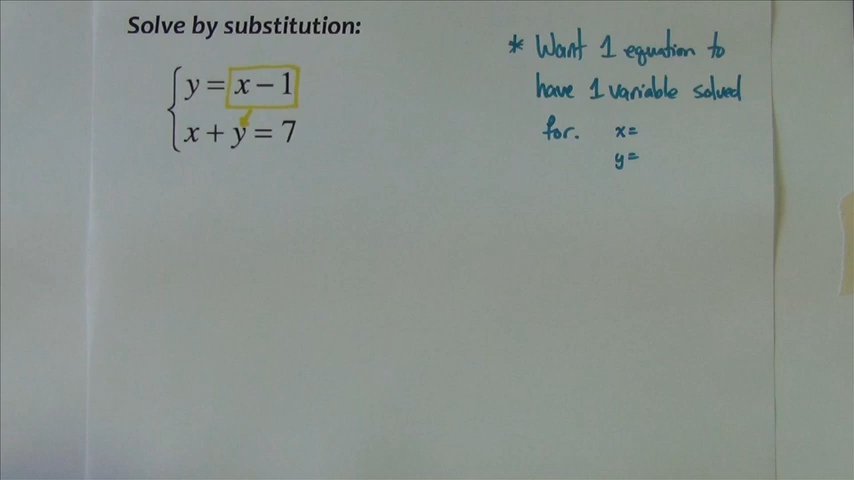 Solve by substitution:
y = x − 1
x + y = 7
* Want 1 equation to
have 1 variable solved
for. x=
y=